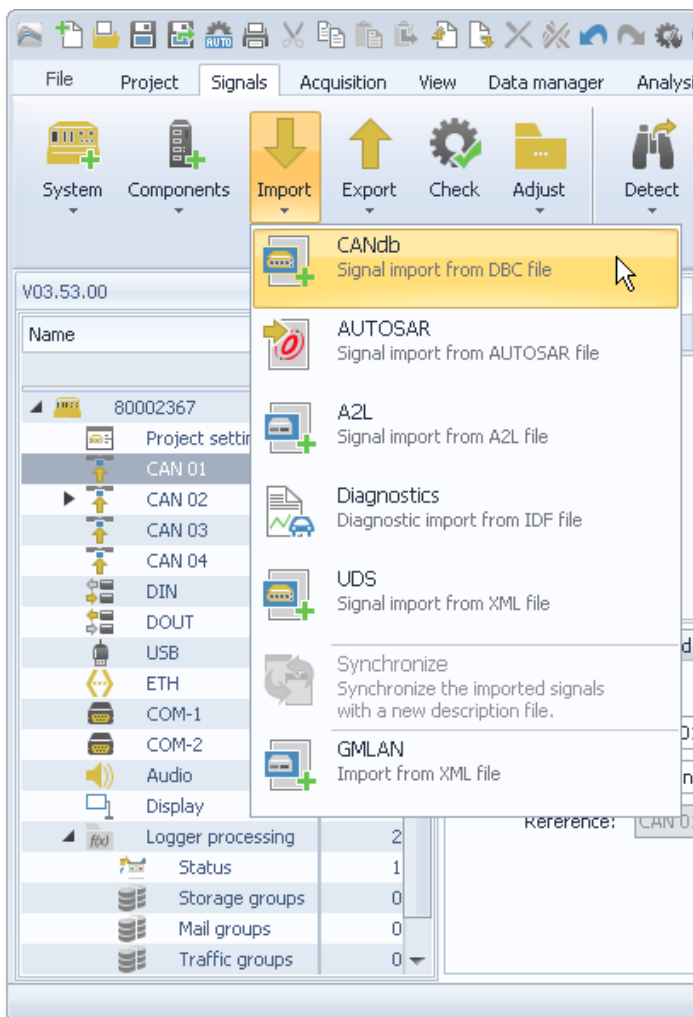 AUTO
File Project Signals Acquisition View Data manager
System Components Import Export Check Adjust Detect
CANdb
Signal import from DBC file
V03.53.00
Name
AUTOSAR
Signal import from AUTOSAR file
80002367
A2L
Signal import from A2L file
CAN 01
CAN 02
Diagnostics
Diagnostic import from IDF file
CAN 03
CAN 04
UDS
Signal import from XML file
DIN
DOUT
USB
Synchronize
Synchronize the imported signals
with a new description file.
ETH
COM-1
COM-2
GMLAN
Import from XML file
Audio
Display
Reference: CAN 0
f(x) Logger processing 2
Status 1
Storage groups 0
Mail groups 0
Traffic groups 0